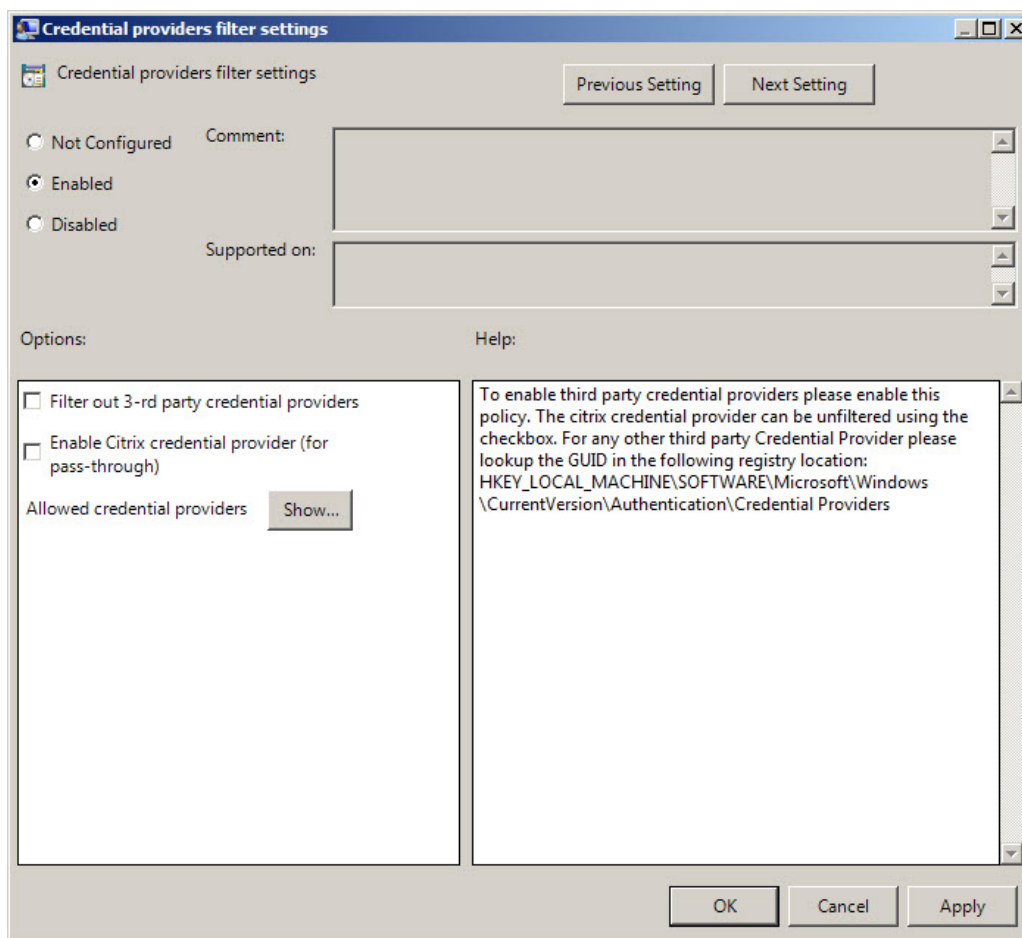 Credential providers filter settings
Credential providers filter settings
Previous Setting
Next Setting
Not Configured
Comment:
Enabled
Disabled
Supported on:
Options:
Help:
Filter out 3-rd party credential providers
Enable Citrix credential provider (for
pass-through)
Allowed credential providers
Show...
To enable third party credential providers please enable this
policy. The citrix credential provider can be unfiltered using the
checkbox. For any other third party Credential Provider please
lookup the GUID in the following registry location:
HKEY_LOCAL_MACHINE\SOFTWARE\Microsoft\Windows
\CurrentVersion\Authentication\Credential Providers
OK
Cancel
Apply